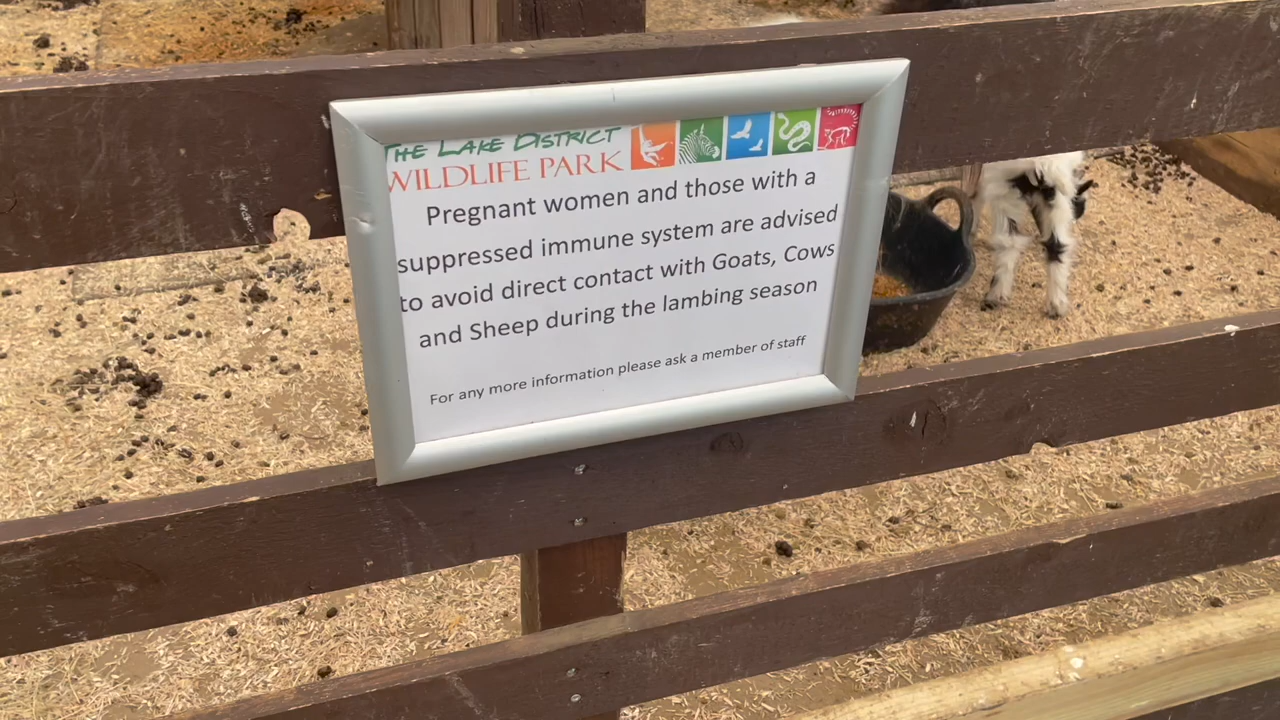 THE LAKE DISTRICT
WILDLIFE PARK
Pregnant women and those with a
suppressed immune system are advised
to avoid direct contact with Goats, Cows
and Sheep during the lambing season
For any more information please ask a member of staff